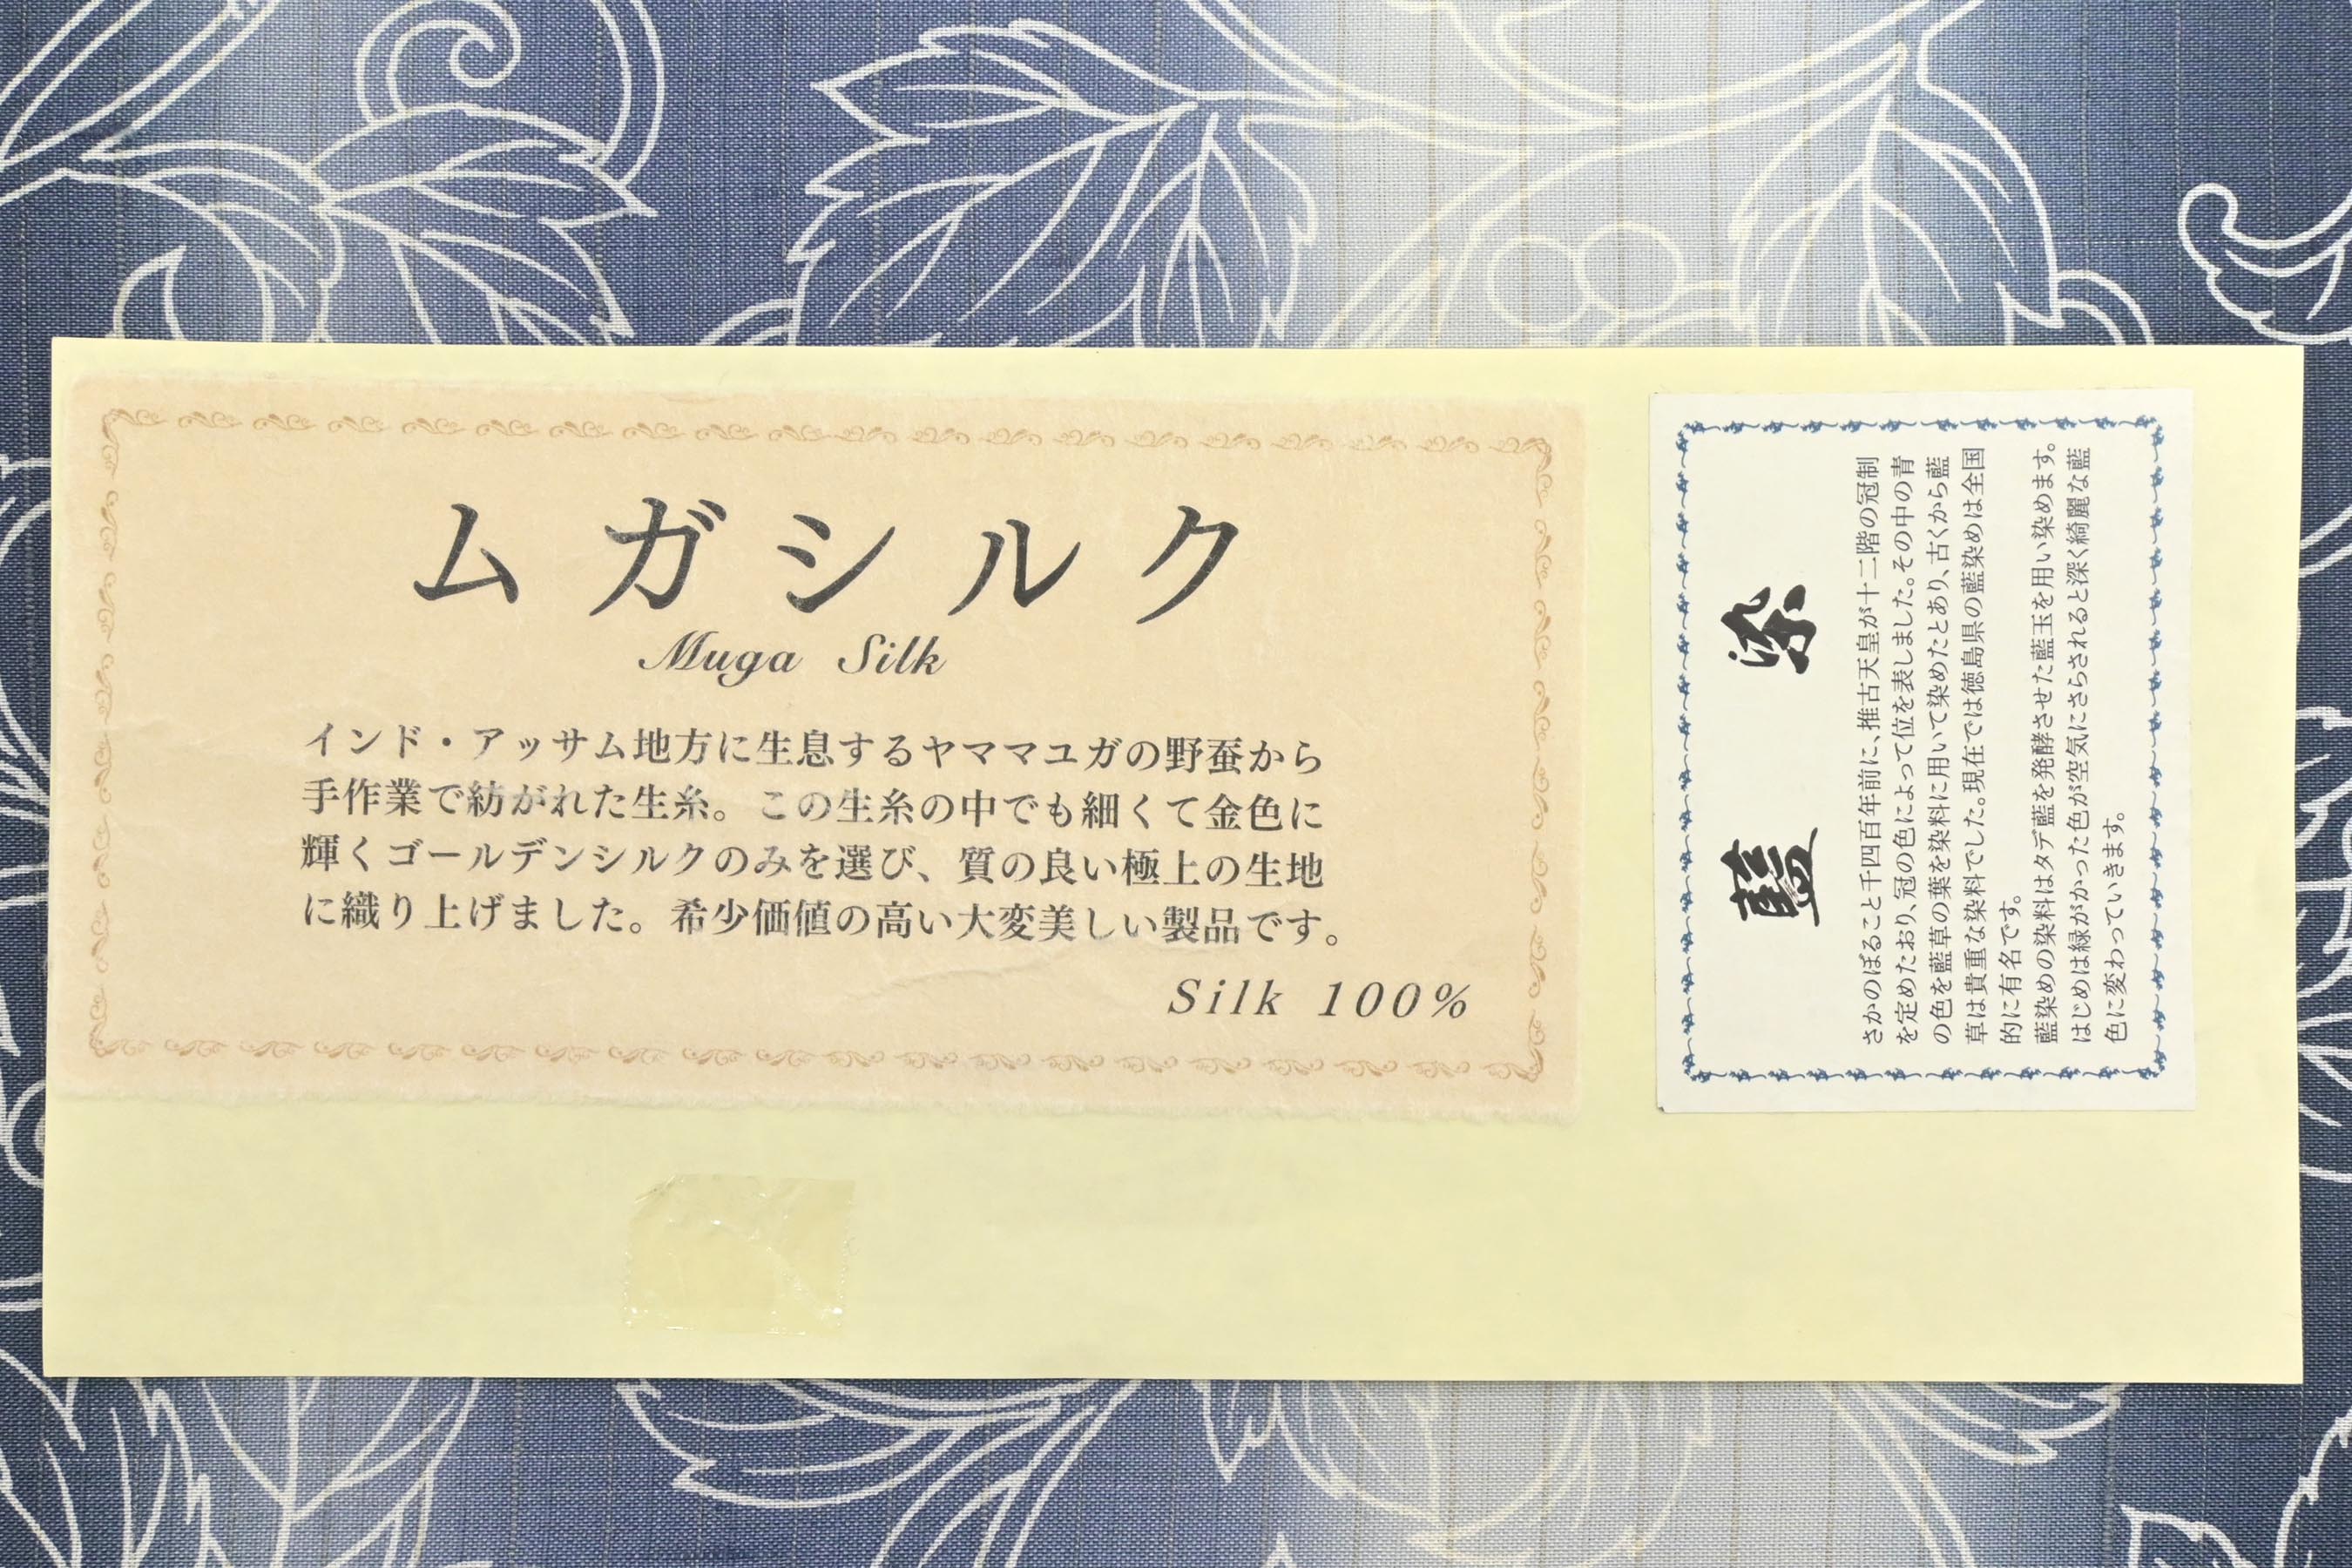 ムガシルク
Muga Silk
インド・アッサム地方に生息するヤママユガの野蚕から
手作業で紡がれた生糸。この生糸の中でも細くて金色に
輝くゴールデンシルクのみを選び、質の良い極上の生地
に織り上げました。希少価値の高い大変美しい製品です。
Silk 100%
藍染
さかのぼること千四百年前に、推古天皇が十二階の冠制
を定めたおり、冠の色によって位を表しました。その中の青
の色を藍草の葉を染料に用いて染めたとあり、古くから藍
草は貴重な染料でした。現在では徳島県の藍染めは全国
的に有名です。
藍染めの染料はタデ藍を発酵させた藍玉を用い染めます。
はじめは緑がかった色が空気にさらされると深く綺麗な藍
色に変わっていきます。